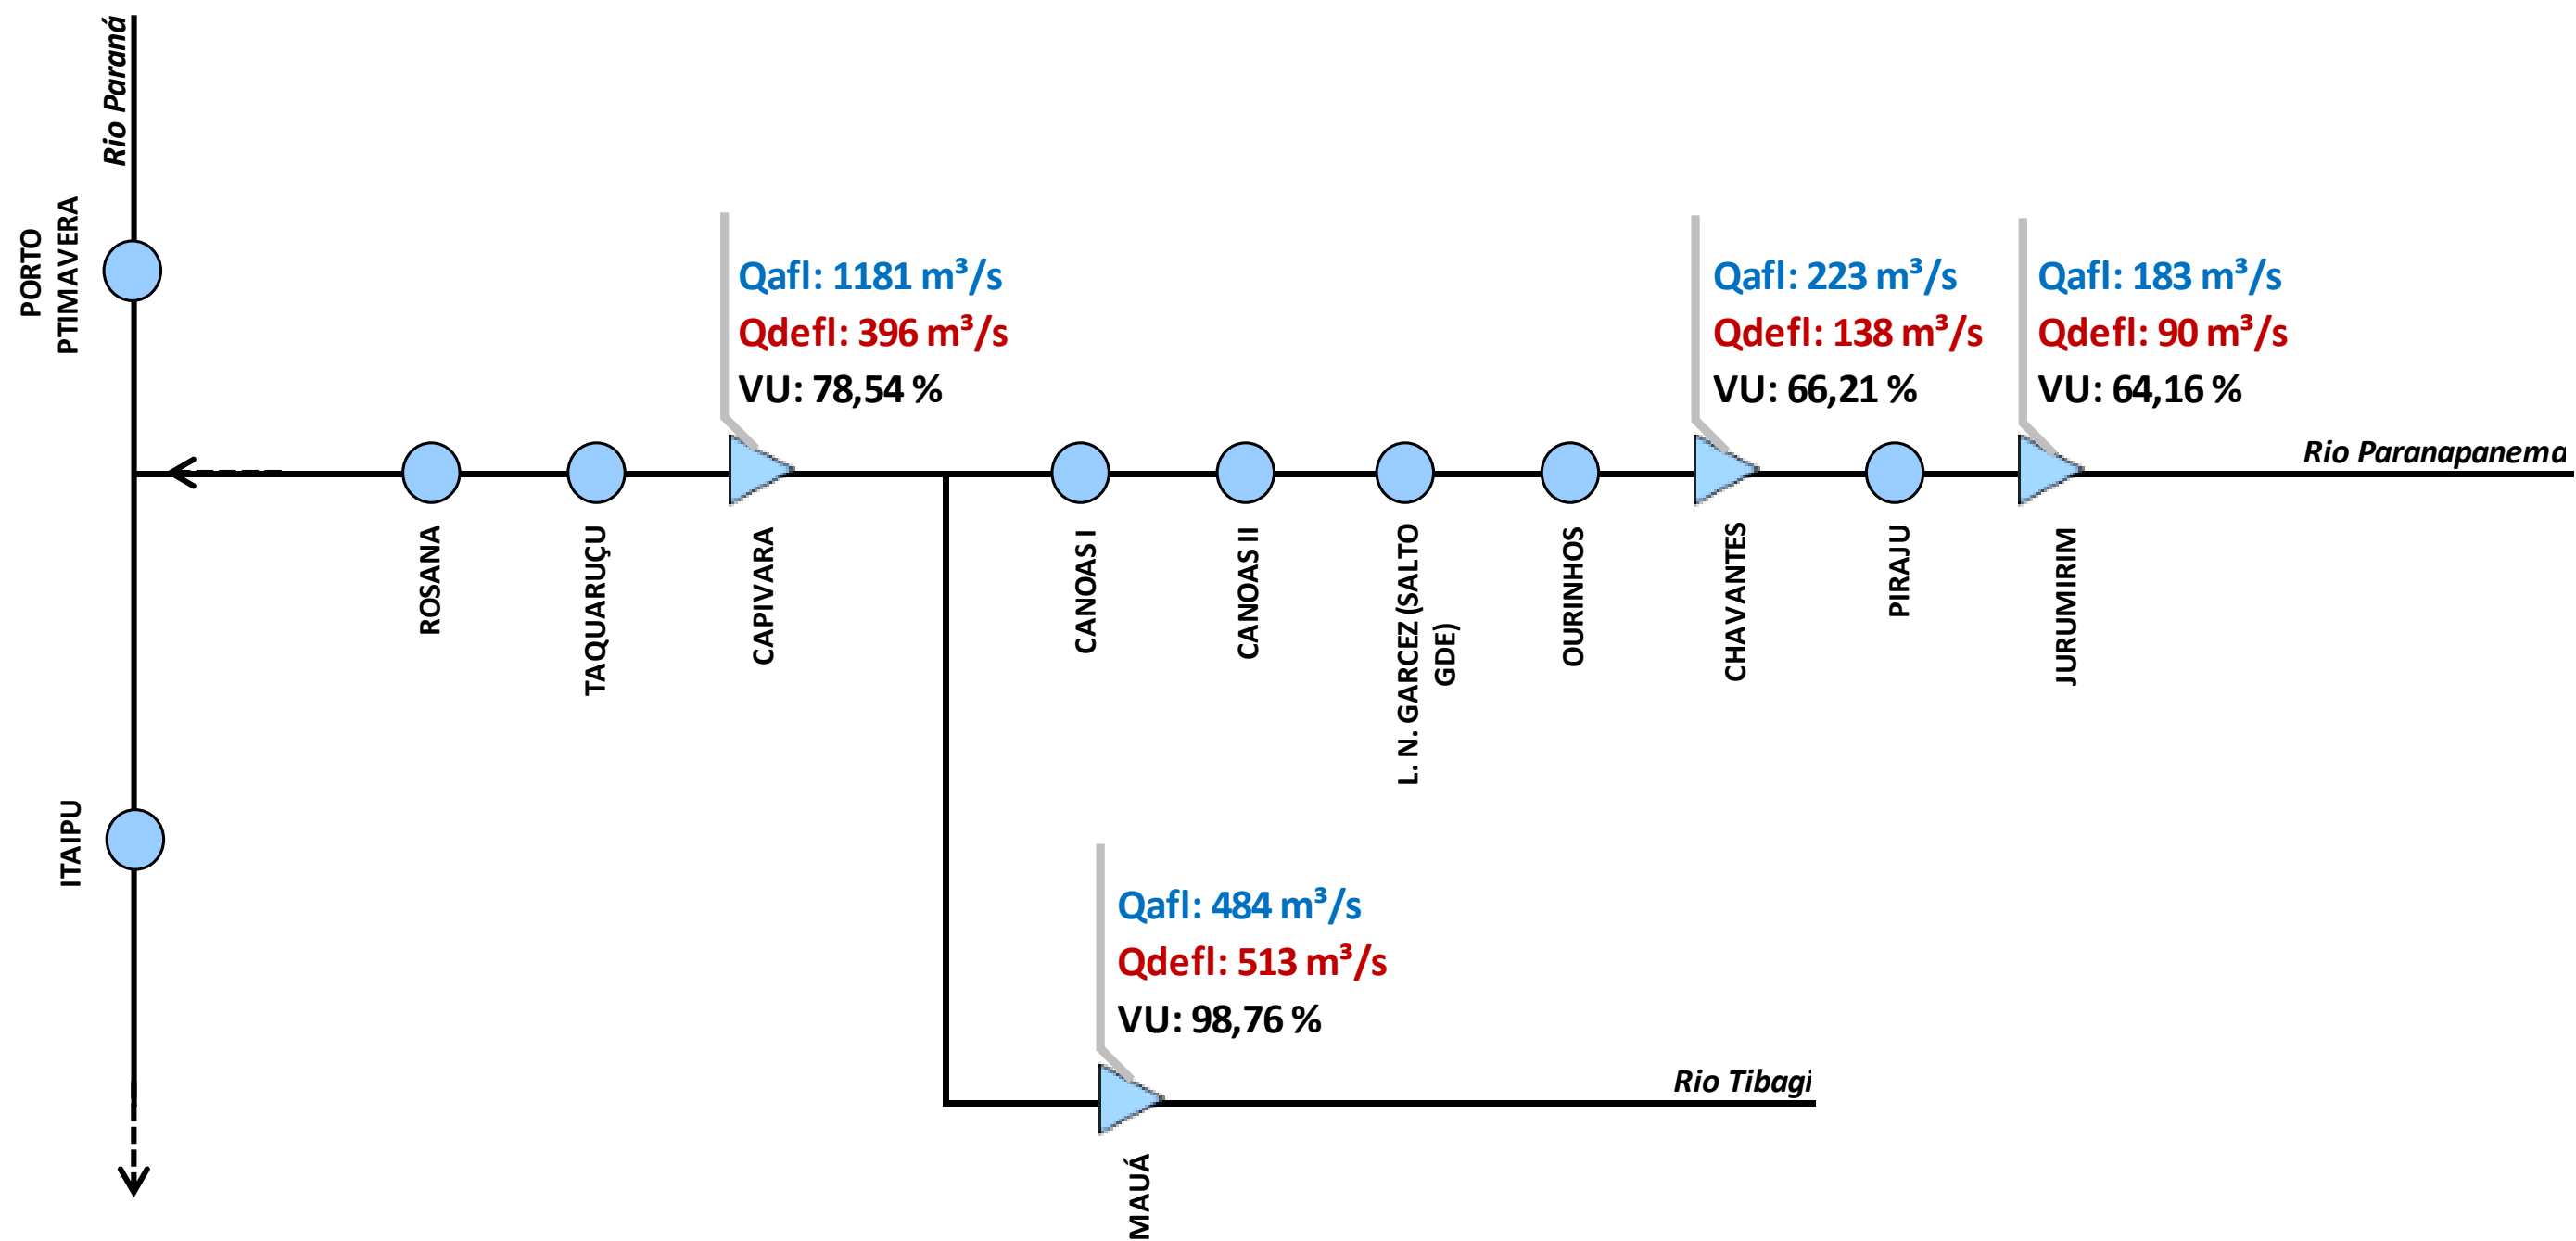 Rio Paraná
PORTO
PTIMAVERA
Qafl: 1181 m³/s
Qdefl: 396 m³/s
VU: 78,54 %
Qafl: 223 m³/s
Qdefl: 138 m³/s
VU: 66,21 %
Qafl: 183 m³/s
Qdefl: 90 m³/s
VU: 64,16 %
Rio Paranapanema
ROSANA
TAQUARUÇU
CAPIVARA
CANOAS I
CANOAS II
L. N. GARCEZ (SALTO
GDE)
OURINHOS
CHAVANTES
PIRAJU
JURUMIRIM
ITAIPU
Qafl: 484 m³/s
Qdefl: 513 m³/s
VU: 98,76 %
Rio Tibagi
MAUÁ